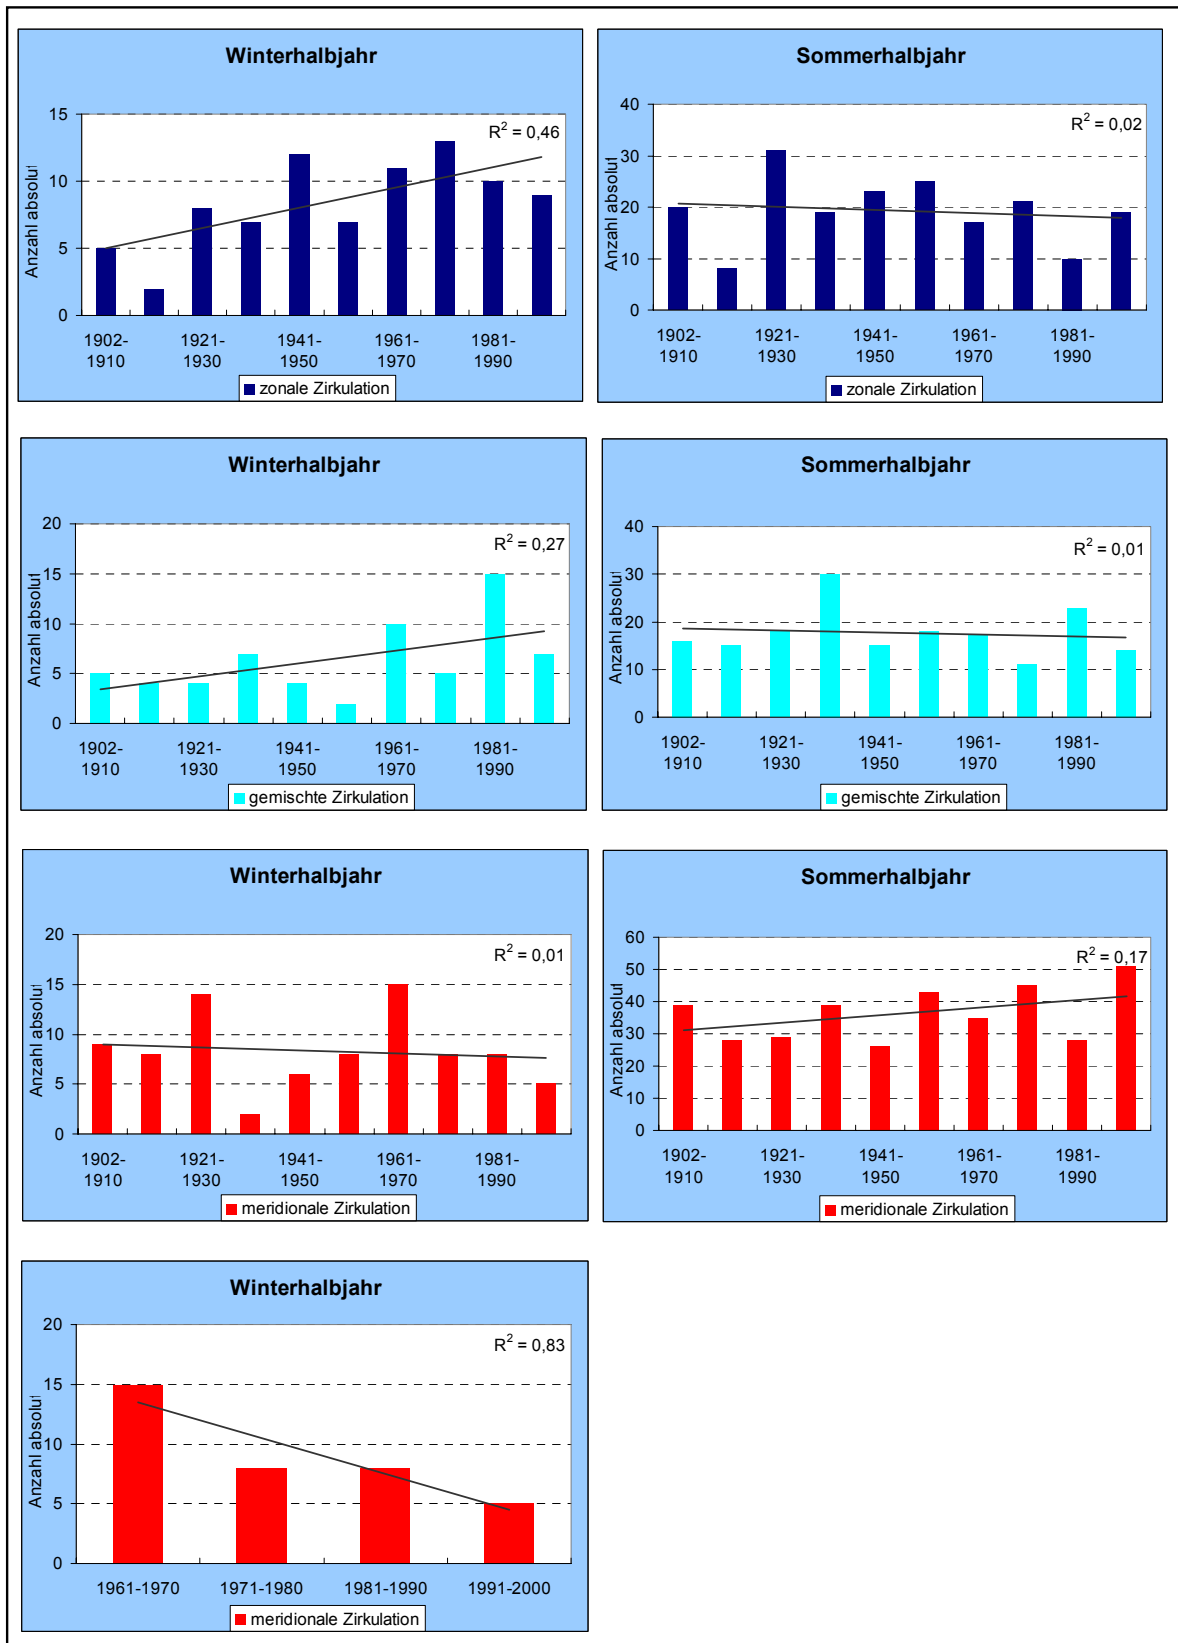 Winterhalbjahr
R² = 0,46
Anzahl absolut
15
10
5
0
1902-1910
1921-1930
1941-1950
1961-1970
1981-1990
zonale Zirkulation
Sommerhalbjahr
R² = 0,02
Anzahl absolut
40
30
20
10
0
1902-1910
1921-1930
1941-1950
1961-1970
1981-1990
zonale Zirkulation
Winterhalbjahr
R² = 0,27
Anzahl absolut
20
15
10
5
0
1902-1910
1921-1930
1941-1950
1961-1970
1981-1990
gemischte Zirkulation
Sommerhalbjahr
R² = 0,01
Anzahl absolut
40
30
20
10
0
1902-1910
1921-1930
1941-1950
1961-1970
1981-1990
gemischte Zirkulation
Winterhalbjahr
R² = 0,01
Anzahl absolut
20
15
10
5
0
1902-1910
1921-1930
1941-1950
1961-1970
1981-1990
meridionale Zirkulation
Sommerhalbjahr
R² = 0,17
Anzahl absolut
60
50
40
30
20
10
0
1902-1910
1921-1930
1941-1950
1961-1970
1981-1990
meridionale Zirkulation
Winterhalbjahr
R² = 0,83
Anzahl absolut
20
15
10
5
0
1961-1970
1971-1980
1981-1990
1991-2000
meridionale Zirkulation